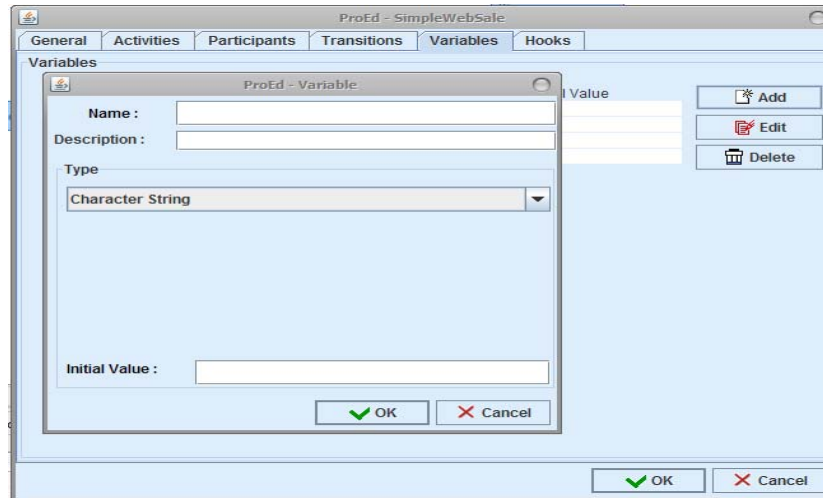 ProEd - SimpleWebSale
General Activities Participants Transitions Variables Hooks
Variables
ProEd - Variable
Value
Add
Name :
Edit
Description :
Delete
Type
Character String
Initial Value :
OK Cancel
OK Cancel